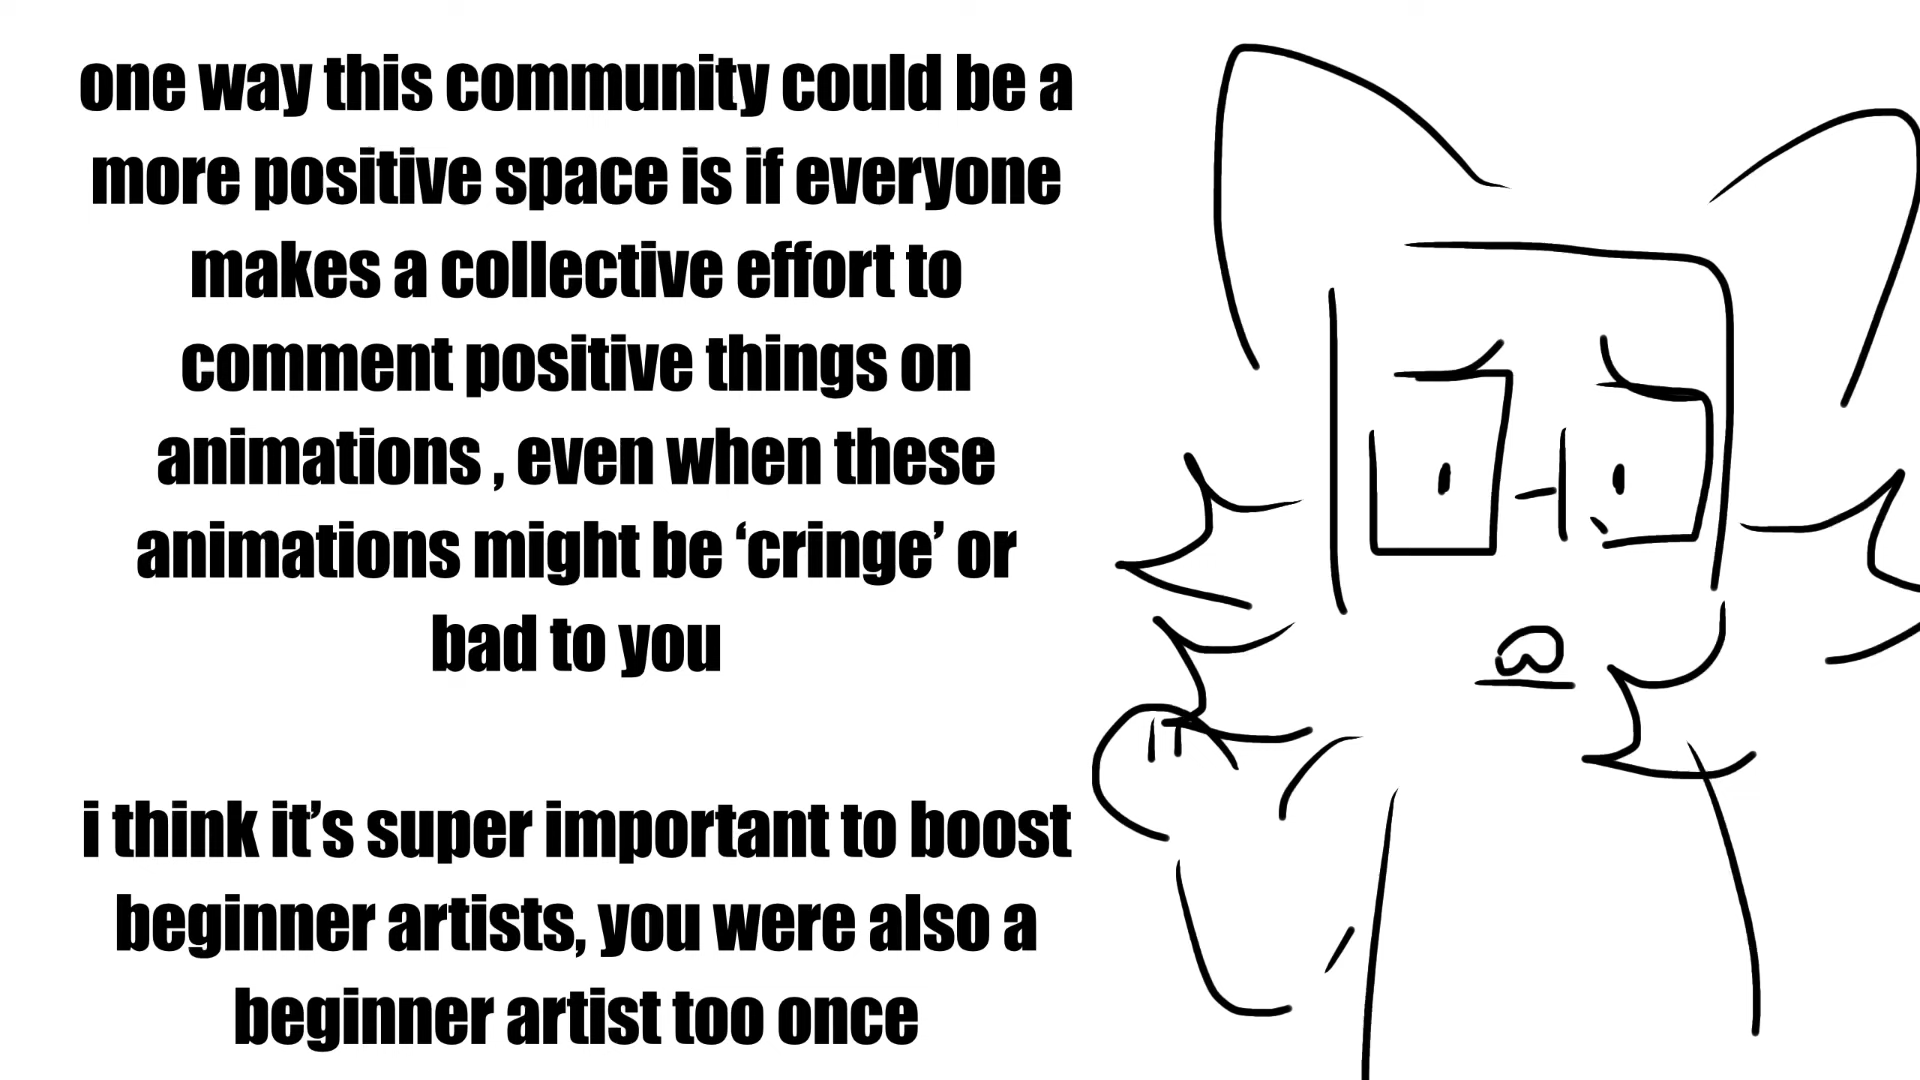 one way this community could be a
more positive space is if everyone
makes a collective effort to
comment positive things on
animations , even when these
animations might be ‘cringe’ or
bad to you
i think it’s super important to boost
beginner artists, you were also a
beginner artist too once